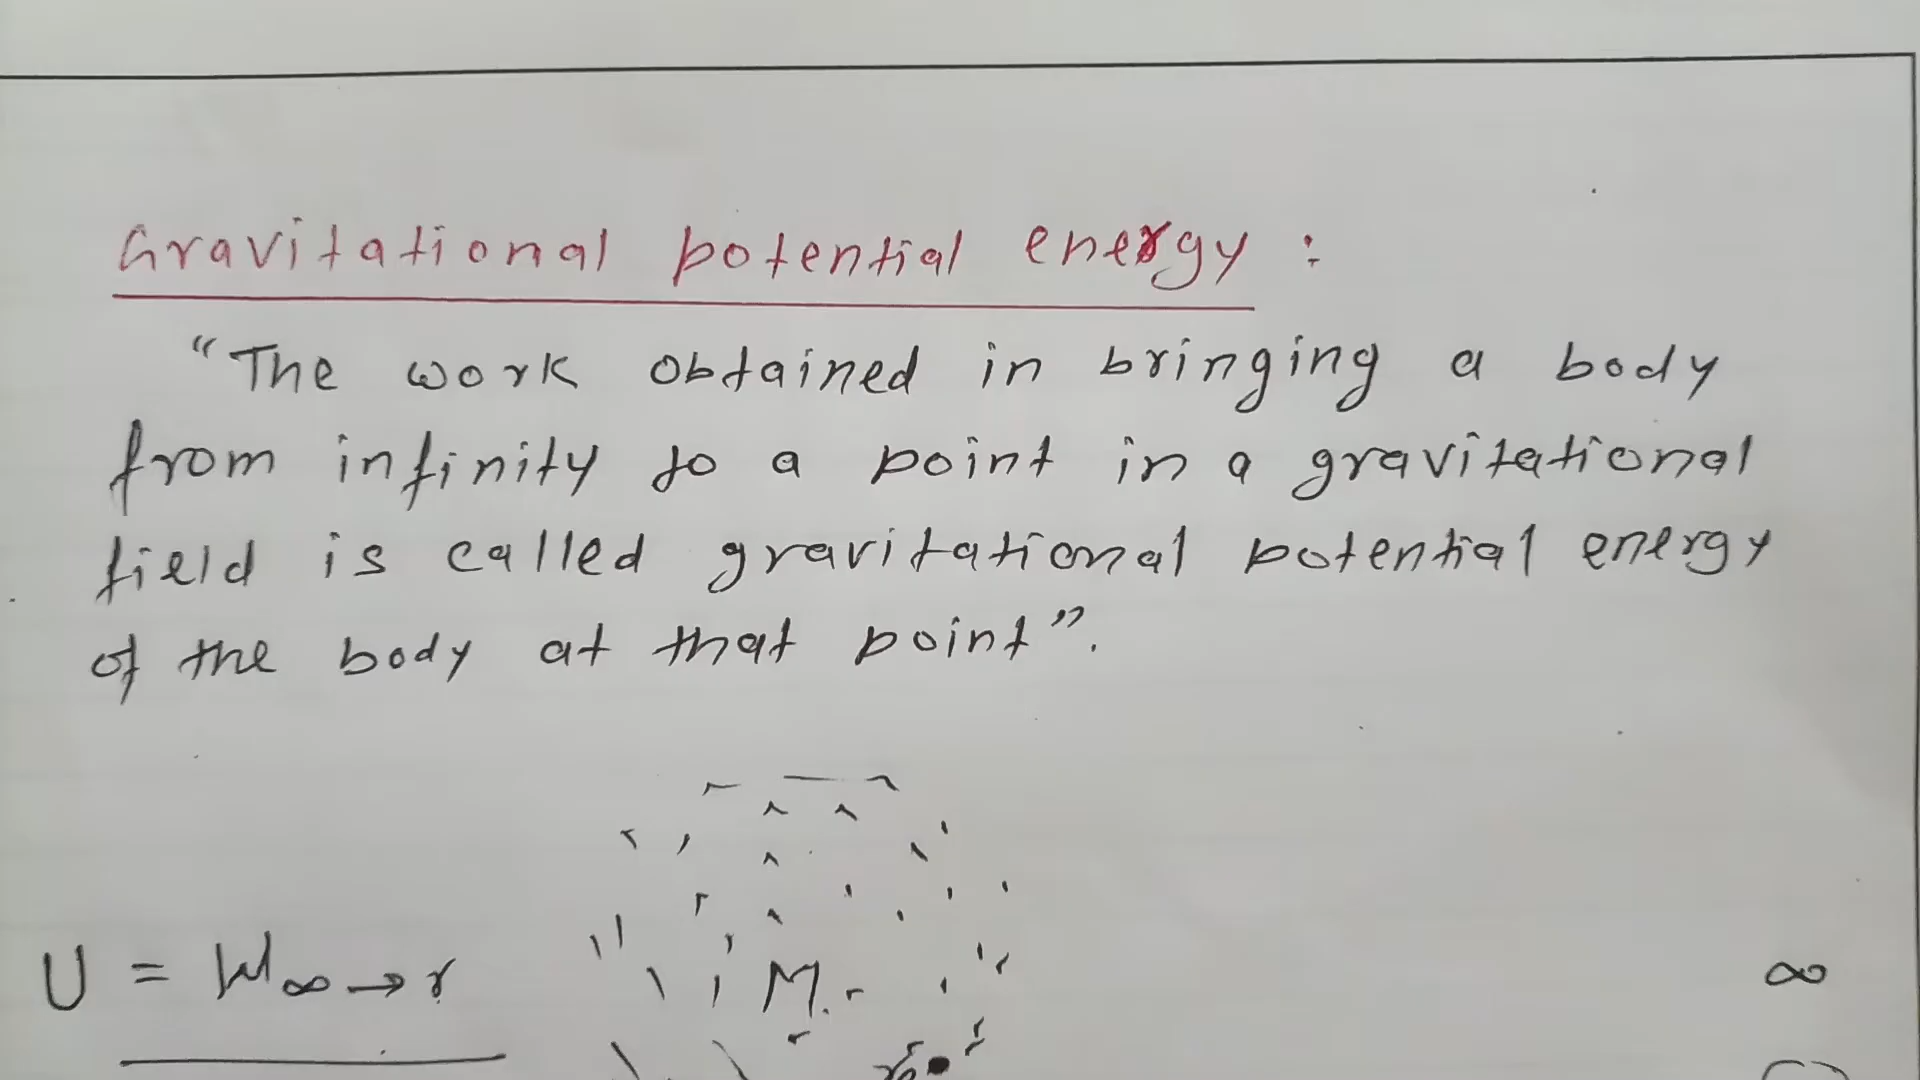 Gravitational potential energy :
“The work obtained in bringing a body
from infinity to a point in a gravitational
field is called gravitational potential energy
of the body at that point”.
U = W∞→r
M
∞